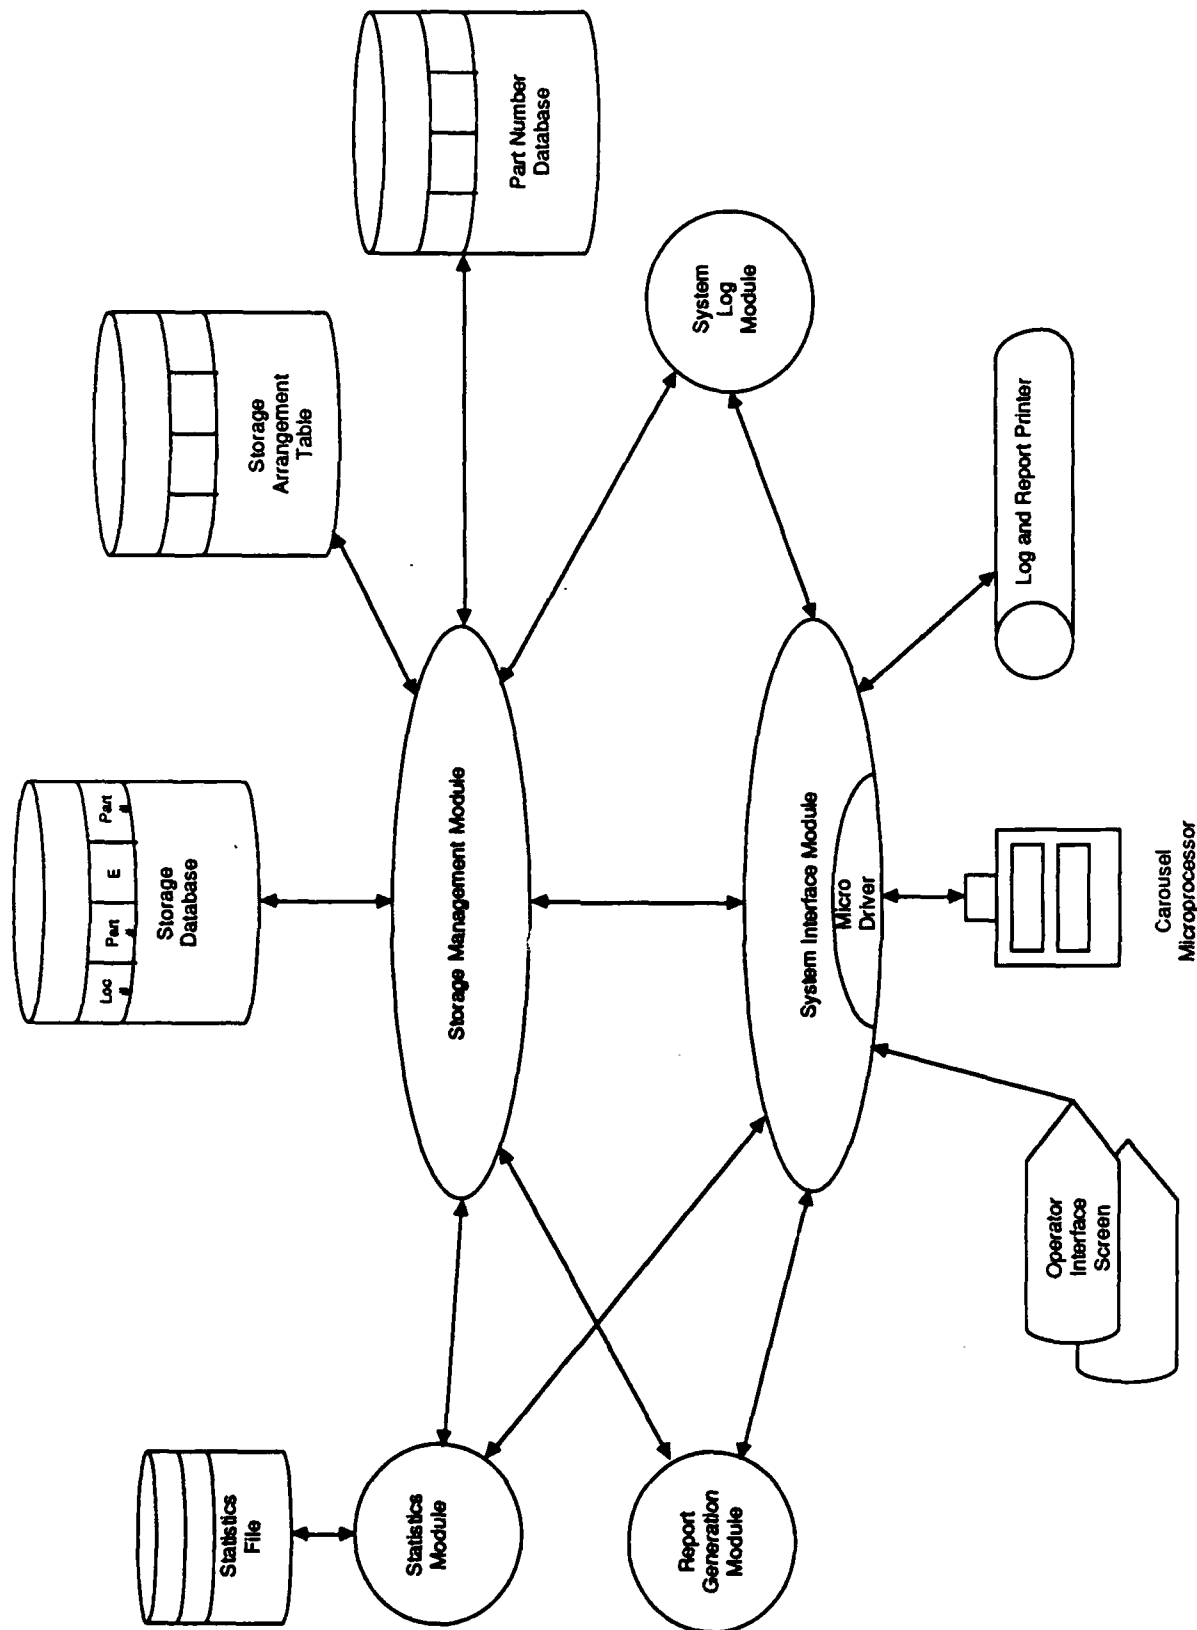 Statistics
File
Statistics
Module
Report
Generation
Module
Loc
#
Part
#
E
Part
#
Storage
Database
Storage
Arrangement
Table
Part Number
Database
Storage Management Module
System
Log
Module
System Interface Module
Micro
Driver
Operator
Interface
Screen
Carousel
Microprocessor
Log and Report Printer